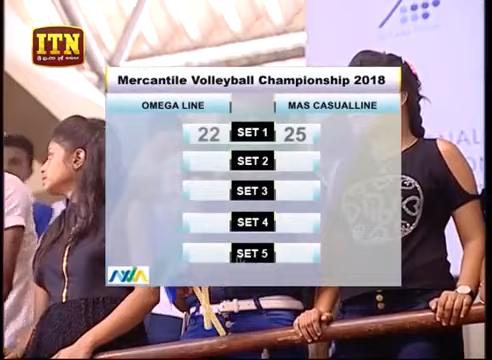 ITN
Mercantile Volleyball Championship 2018
OMEGA LINE MAS CASUALLINE
22 SET 1 25
SET 2
SET 3
SET 4
SET 5